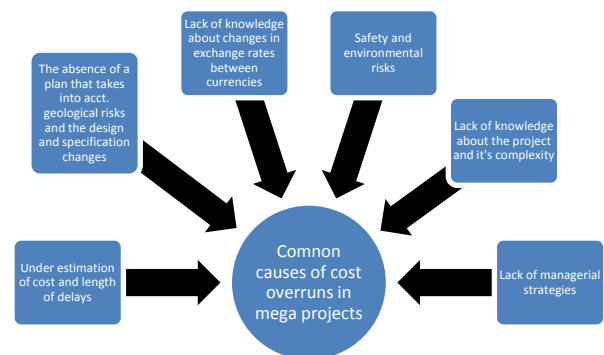 Lack of knowledge
about changes in
exchange rates
between
currencies
Safety and
environmental
risks
The absence of a
plan that takes
into acct.
geological risks
and the design
and specification
changes
Lack of knowledge
about the project
and it's complexity
Under estimation
of cost and length
of delays
Comnon
causes of cost
overruns in
mega projects
Lack of managerial
strategies